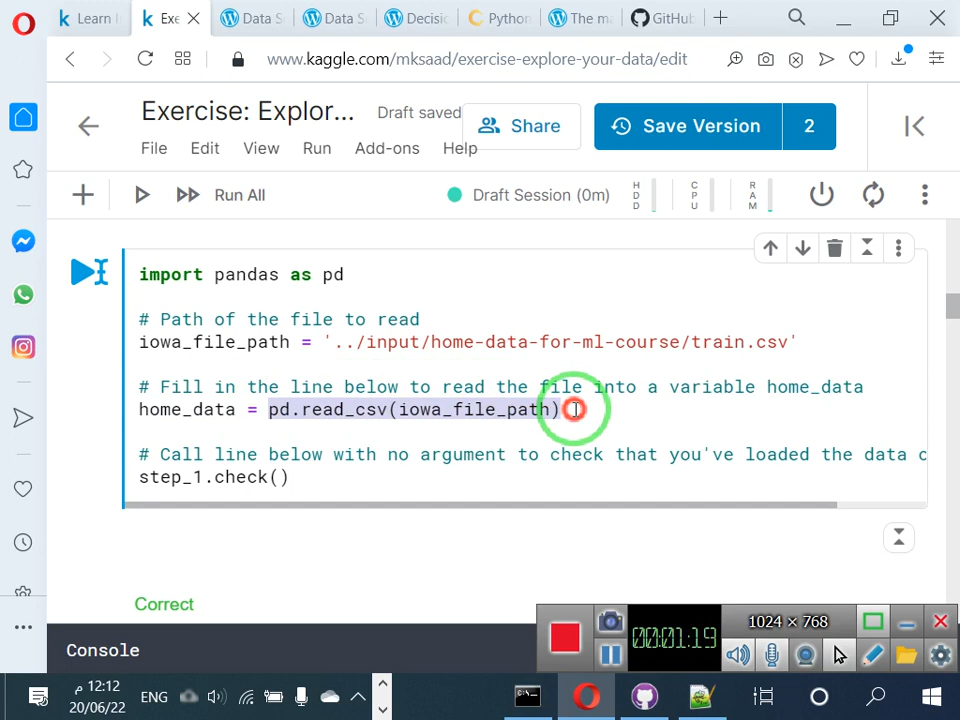 Learn I
Exe
Data S
Data S
Decisic
Python
The ma
GitHub
www.kaggle.com/mksaad/exercise-explore-your-data/edit
Exercise: Explor...
Draft saved
Share
Save Version
2
File
Edit
View
Run
Add-ons
Help
Run All
Draft Session (0m)
HDD
CPU
RAM
import pandas as pd
# Path of the file to read
iowa_file_path = '../input/home-data-for-ml-course/train.csv'
# Fill in the line below to read the file into a variable home_data
home_data = pd.read_csv(iowa_file_path)
# Call line below with no argument to check that you've loaded the data c
step_1.check()
Correct
Console
1024 × 768
00:01:19
12:12 م
ENG
20/06/22